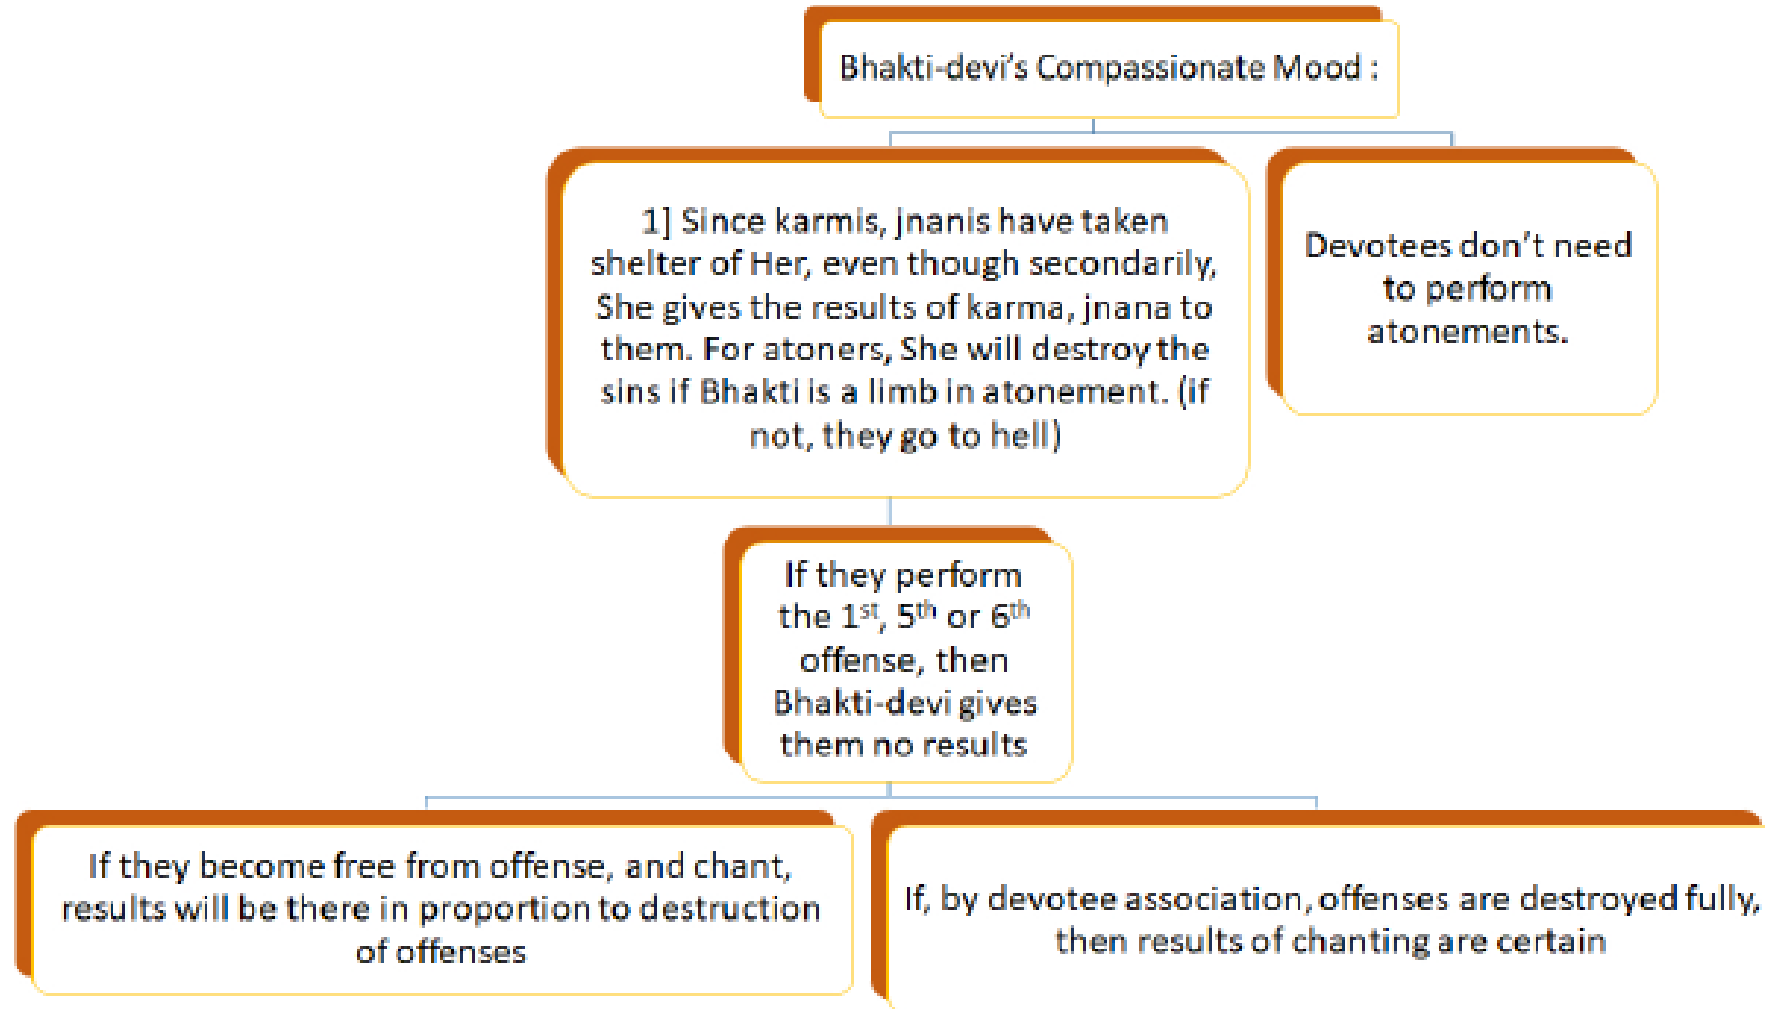 Bhakti-devi's Compassionate Mood :
1] Since karmis, jnanis have taken
shelter of Her, even though secondarily,
She gives the results of karma, jnana to
them. For atoners, She will destroy the
sins if Bhakti is a limb in atonement. (if
not, they go to hell)
Devotees don't need
to perform
atonements.
If they perform
the 1st, 5th or 6th
offense, then
Bhakti-devi gives
them no results
If they become free from offense, and chant,
results will be there in proportion to destruction
of offenses
If, by devotee association, offenses are destroyed fully,
then results of chanting are certain